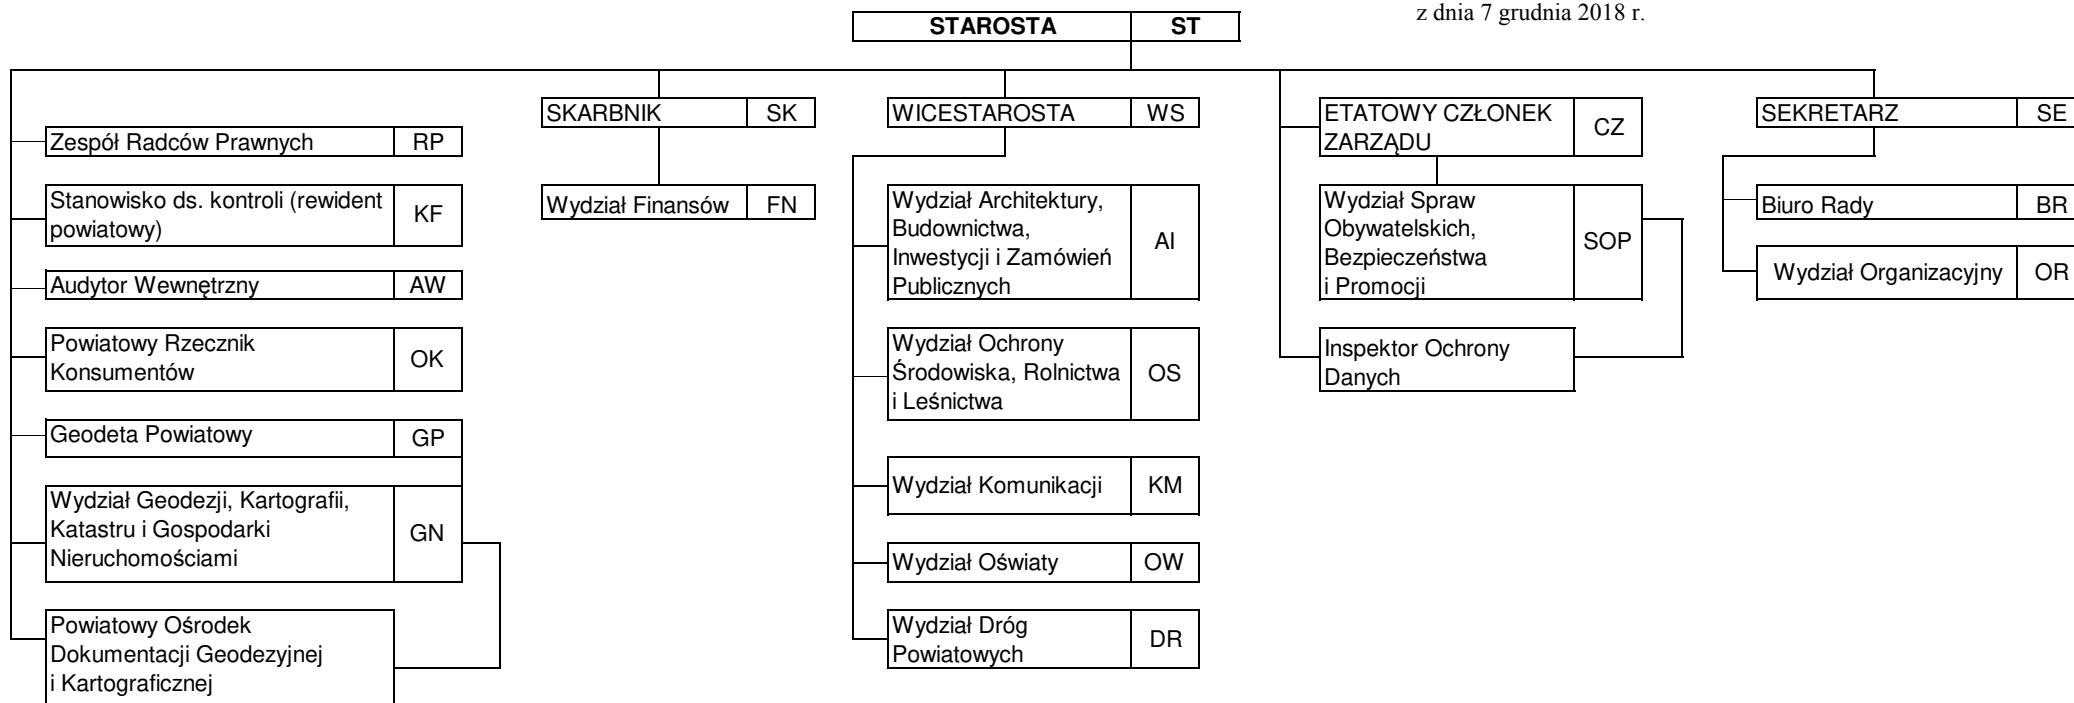 z dnia 7 grudnia 2018 r.
STAROSTA ST
SKARBNIK SK
WICESTAROSTA WS
ETATOWY CZŁONEK
ZARZĄDU
CZ
SEKRETARZ SE
Zespół Radców Prawnych RP
Stanowisko ds. kontroli (rewident
powiatowy)
KF
Audytor Wewnętrzny AW
Powiatowy Rzecznik
Konsumentów
OK
Geodeta Powiatowy GP
Wydział Geodezji, Kartografii,
Katastru i Gospodarki
Nieruchomościami
GN
Powiatowy Ośrodek
Dokumentacji Geodezyjnej
i Kartograficznej
Wydział Finansów FN
Wydział Architektury,
Budownictwa,
Inwestycji i Zamówień
Publicznych
AI
Wydział Ochrony
Środowiska, Rolnictwa
i Leśnictwa
OS
Wydział Komunikacji KM
Wydział Oświaty OW
Wydział Dróg
Powiatowych
DR
Wydział Spraw
Obywatelskich,
Bezpieczeństwa
i Promocji
SOP
Inspektor Ochrony
Danych
Biuro Rady BR
Wydział Organizacyjny OR